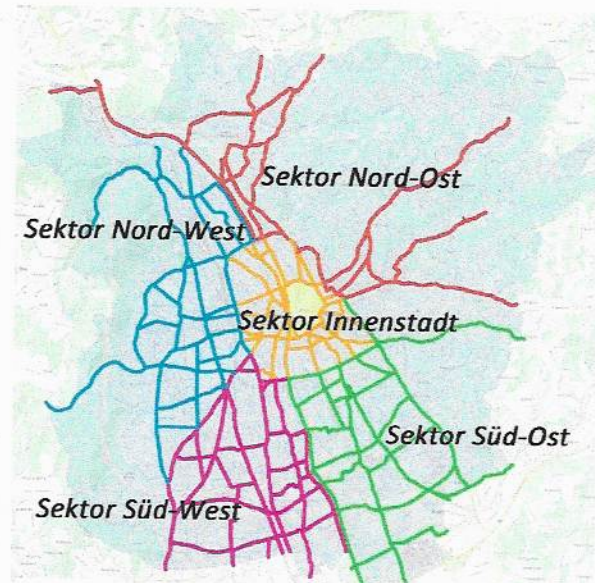 Sektor Nord-Ost
Sektor Nord-West
Sektor Innenstadt
Sektor Süd-Ost
Sektor Süd-West